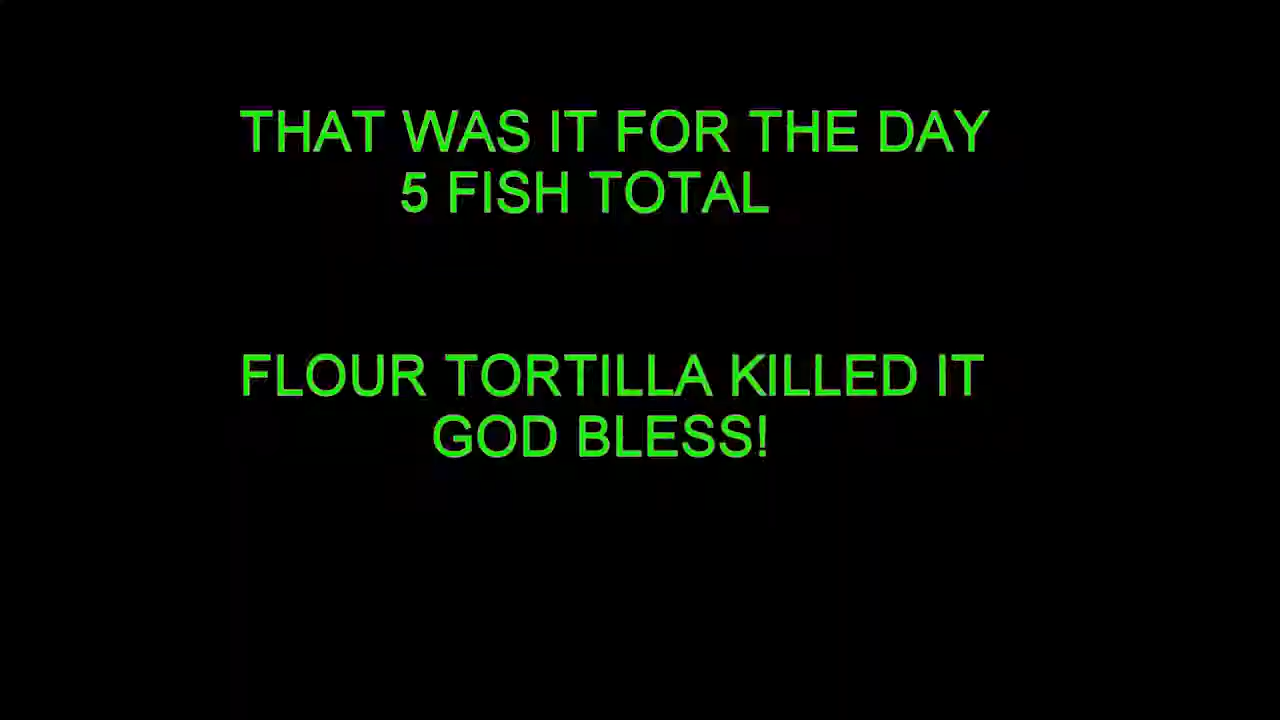 THAT WAS IT FOR THE DAY
5 FISH TOTAL
FLOUR TORTILLA KILLED IT
GOD BLESS!